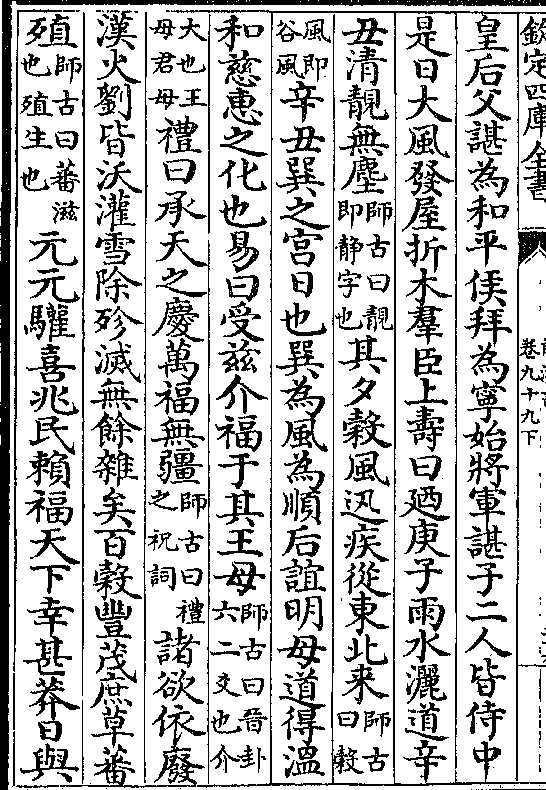 欽定四庫全書
卷九十九下
皇后父諶為和平侯拜為寧始將軍諶子二人皆侍中
是日大風發屋折木羣臣上壽曰廼庚子雨水灑道辛
丑清靚無塵師古曰靚即静字也其夕穀風迅疾從東北来師古曰穀
風即谷風辛丑巽之宮日也巽為風為順后誼明母道得溫
和慈惠之化也易曰受兹介福于其王母師古曰晉卦六二爻也介
大也王母君母禮曰承天之慶萬福無疆師古曰禮之祝詞諸欲依廢
漢火劉皆沃灌雪除殄滅無餘雜矣百穀豐茂庶草蕃
殖師古曰蕃滋也殖生也元元驩喜兆民賴福天下幸甚莽日與